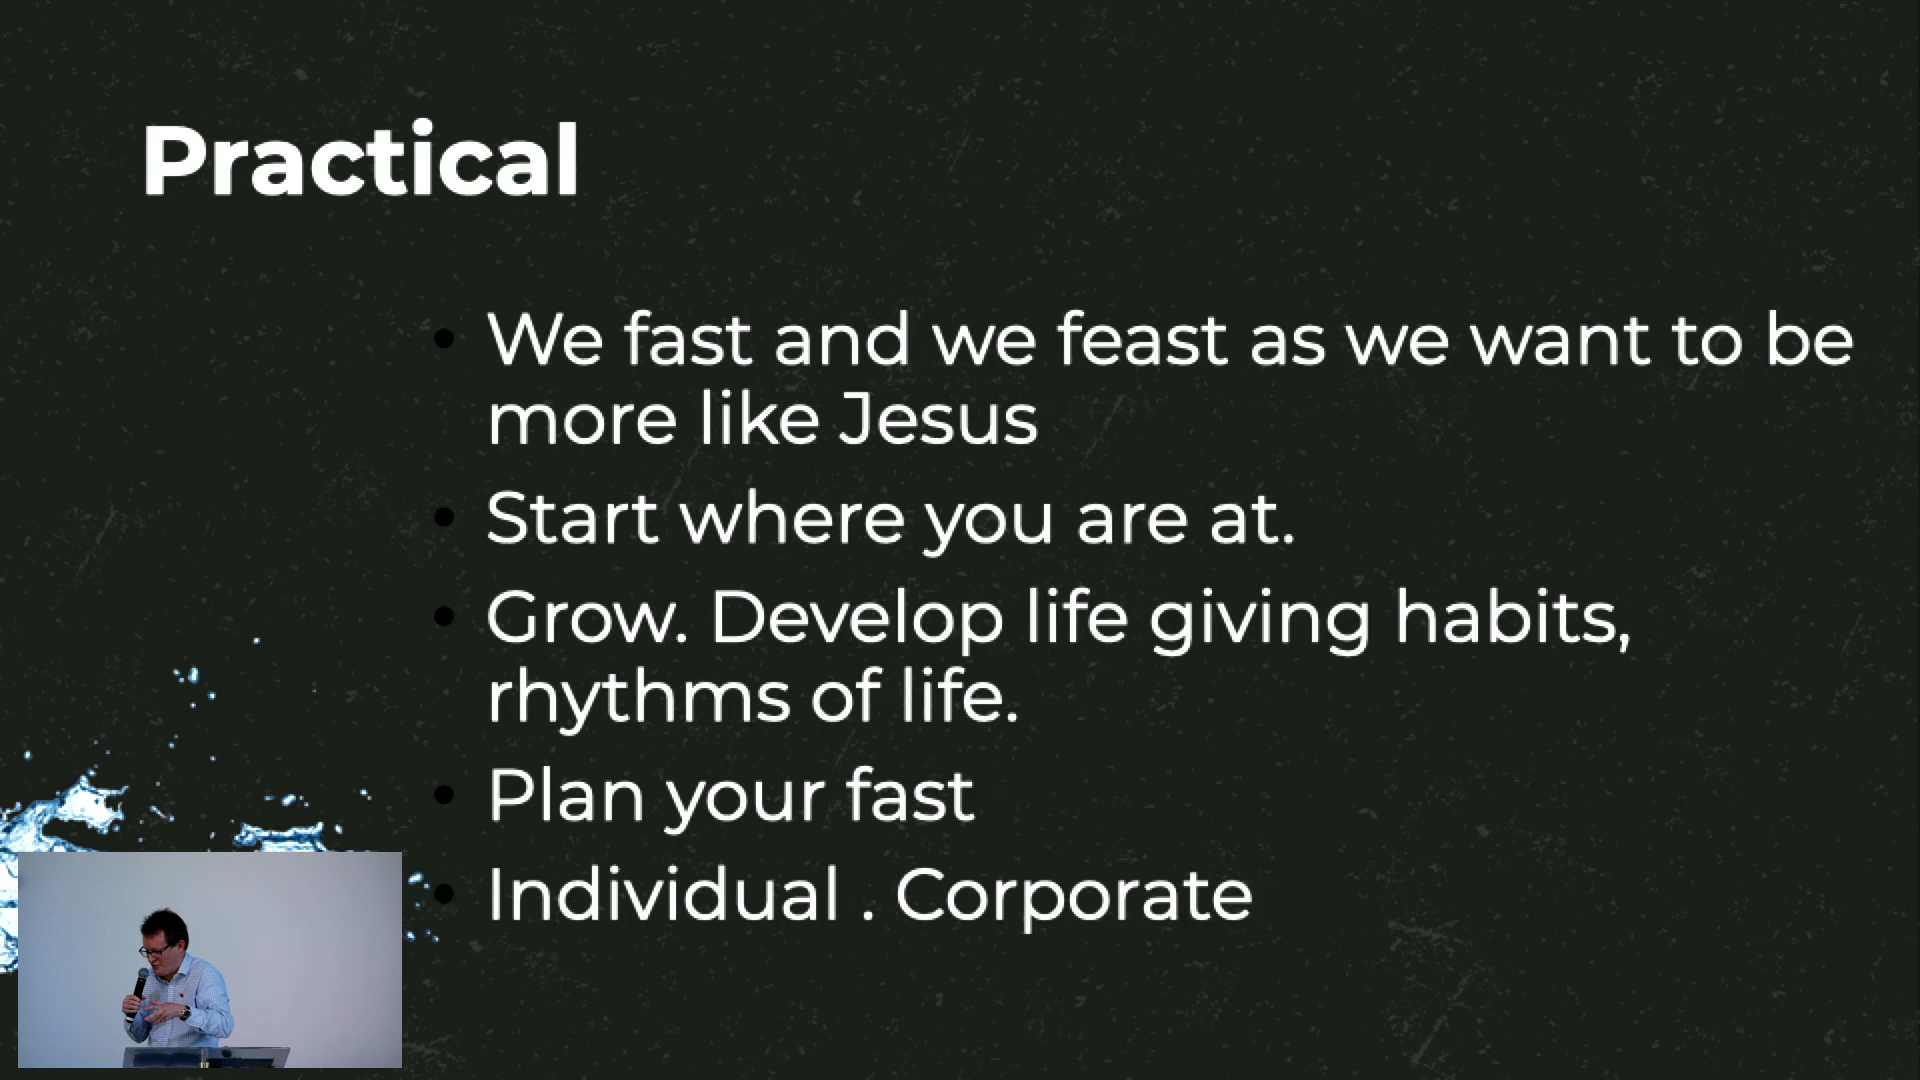 Practical
• We fast and we feast as we want to be
more like Jesus
• Start where you are at.
• Grow. Develop life giving habits,
rhythms of life.
• Plan your fast
• Individual . Corporate